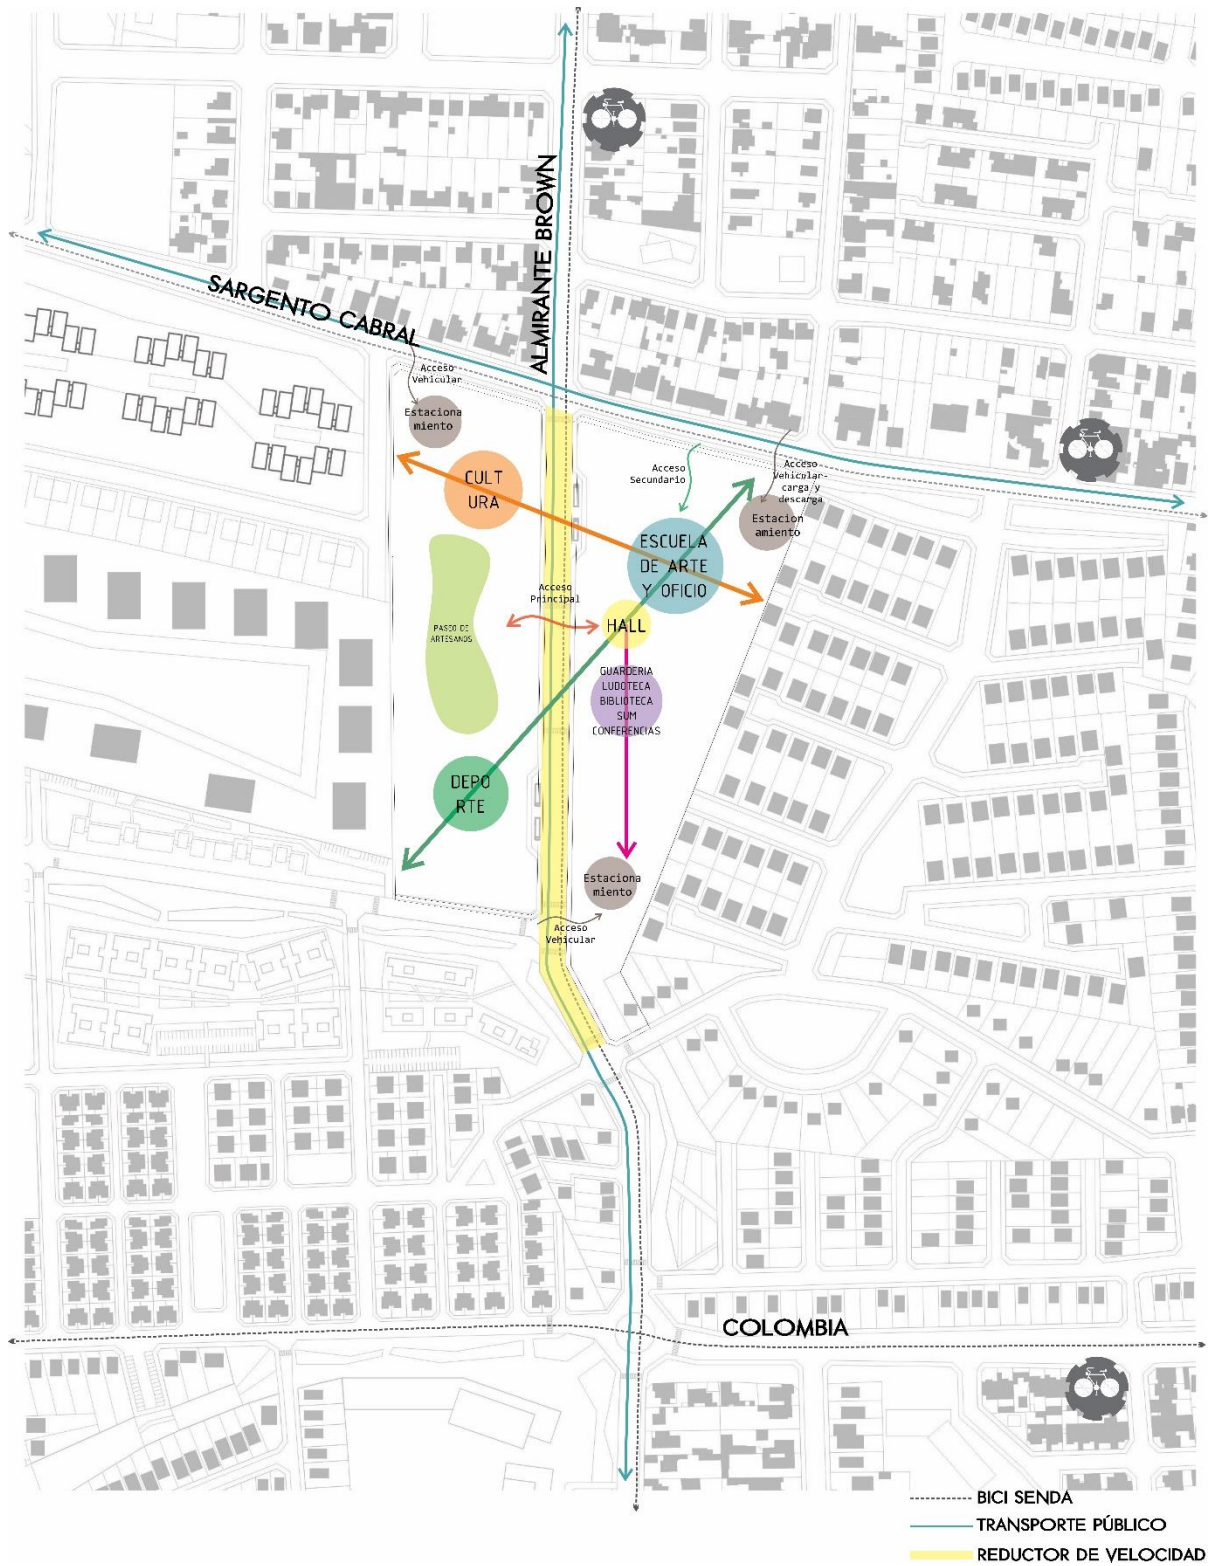 ALMIRANTE BROWN
SARGENTO CABRAL
Acceso
Vehicular
Estaciona
miento
CULT
URA
Acceso
Secundario
Acceso
Vehicular-
carga y
descarga
Estacion
amiento
ESCUELA
DE ARTE
Y OFICIO
Acceso
Principal
HALL
PASEO DE
ARTESANOS
GUARDERIA
LUDOTECA
BIBLIOTECA
SUM
CONFERENCIAS
DEPO
RTE
Estaciona
miento
Acceso
Vehicular
COLOMBIA
BICI SENDA
TRANSPORTE PÚBLICO
REDUCTOR DE VELOCIDAD